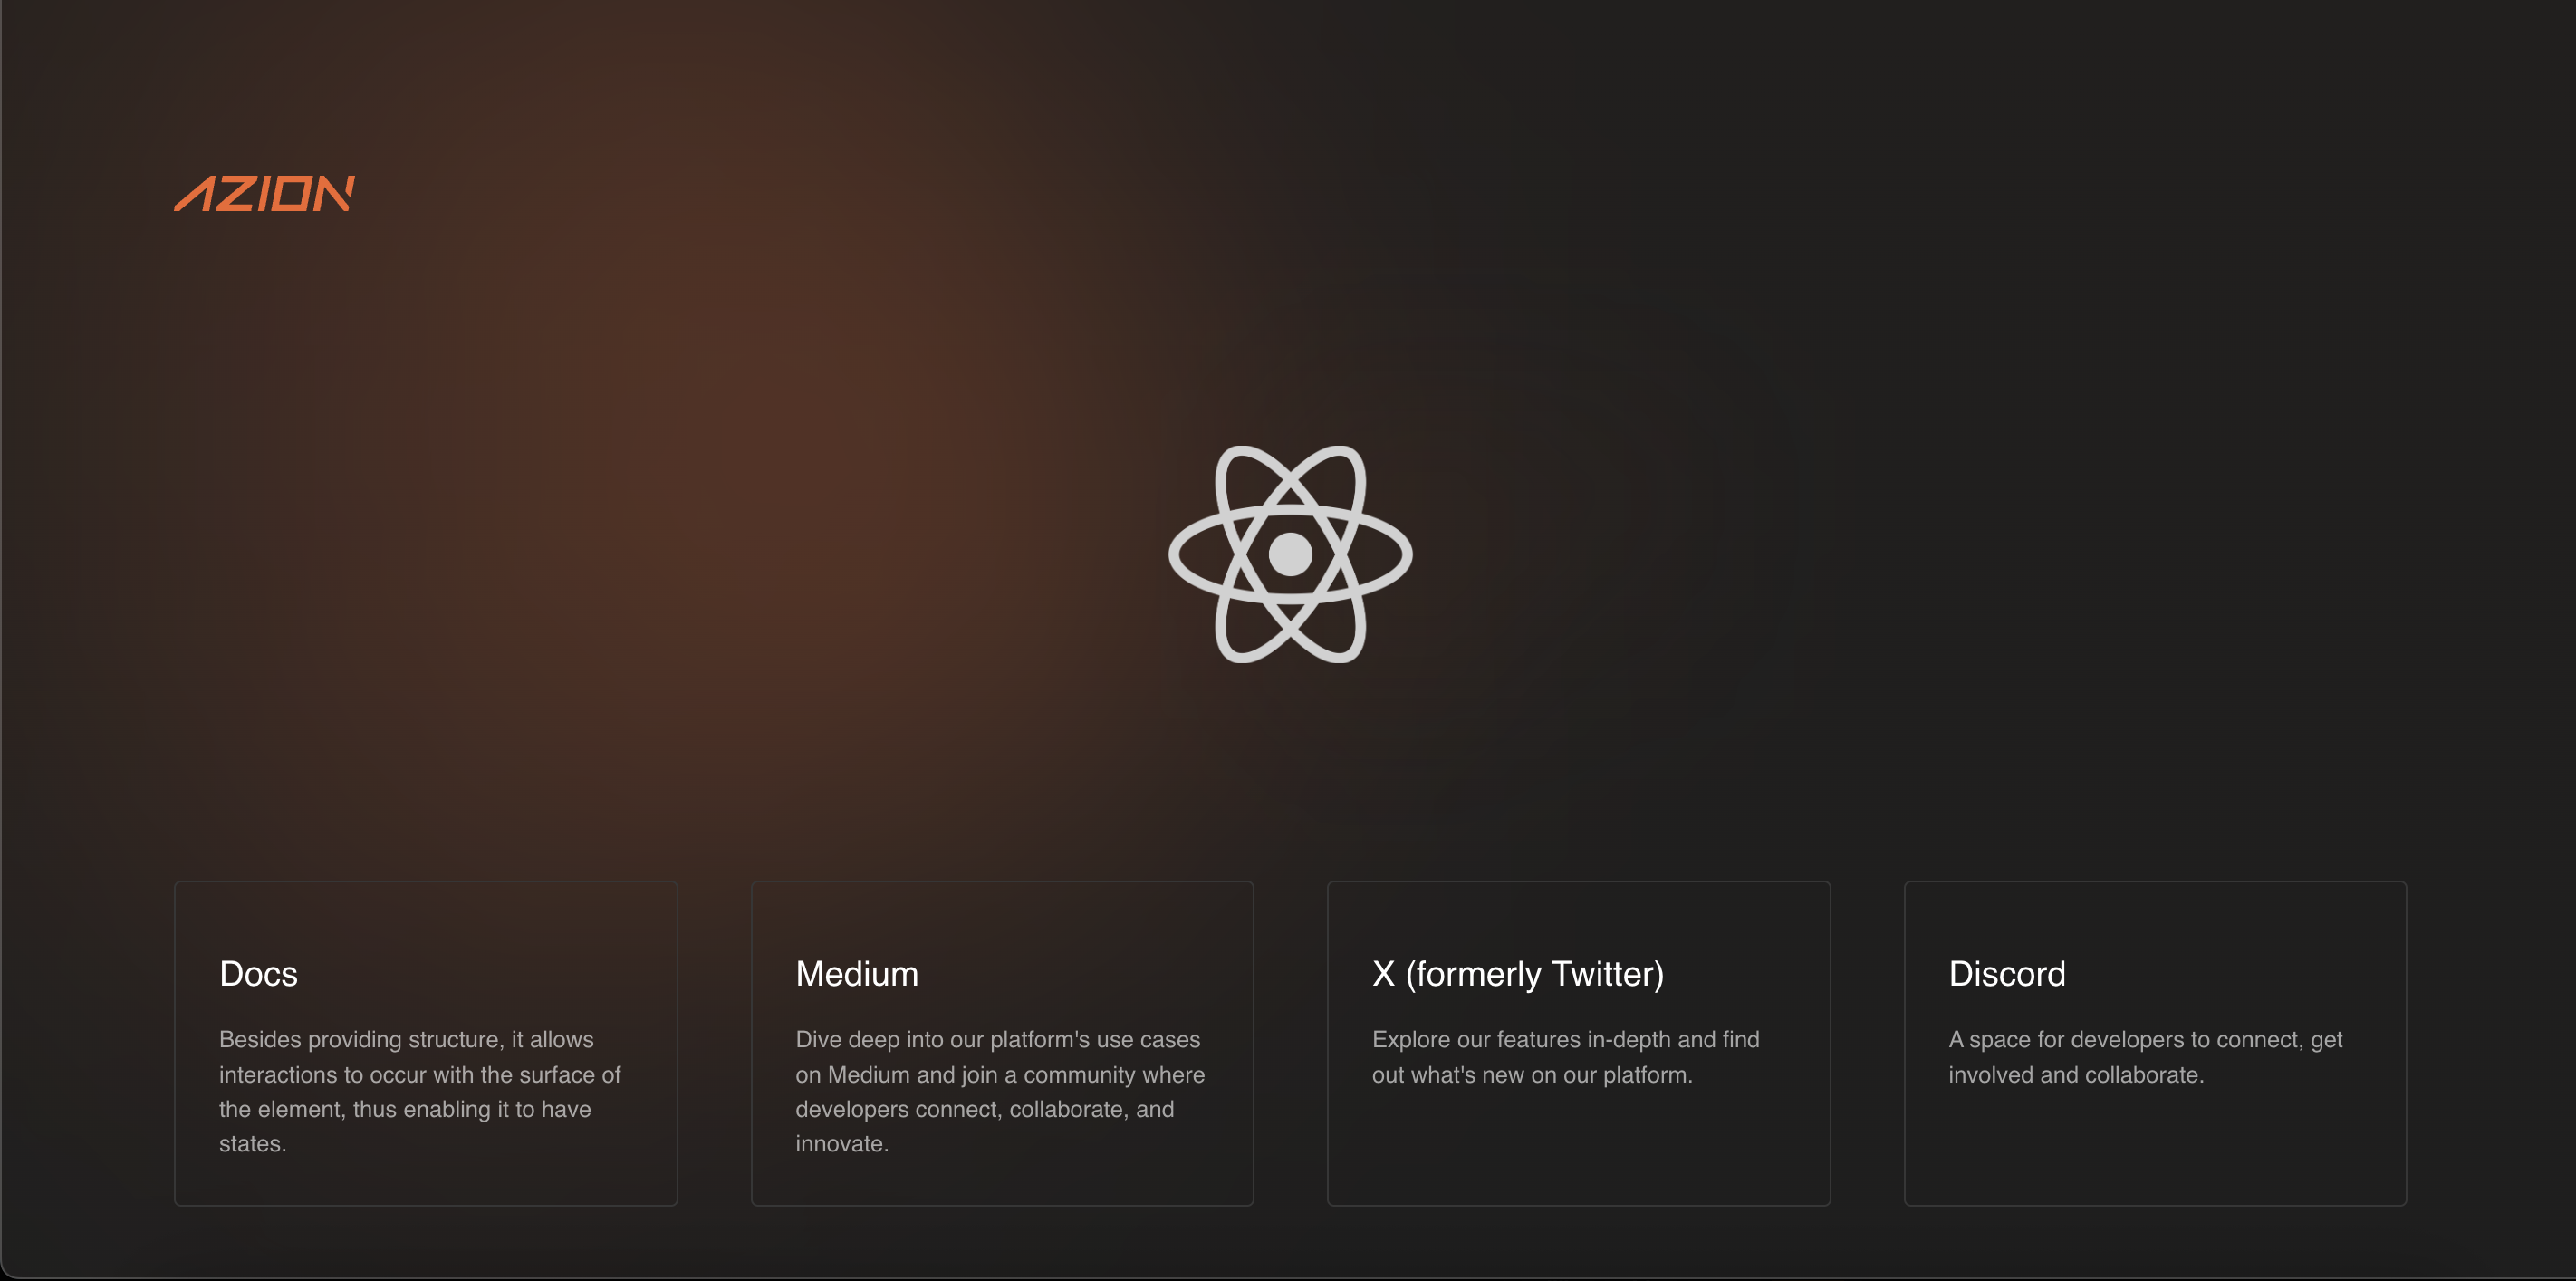 AZION
Docs
Besides providing structure, it allows
interactions to occur with the surface of
the element, thus enabling it to have
states.
Medium
Dive deep into our platform's use cases
on Medium and join a community where
developers connect, collaborate, and
innovate.
X (formerly Twitter)
Explore our features in-depth and find
out what's new on our platform.
Discord
A space for developers to connect, get
involved and collaborate.